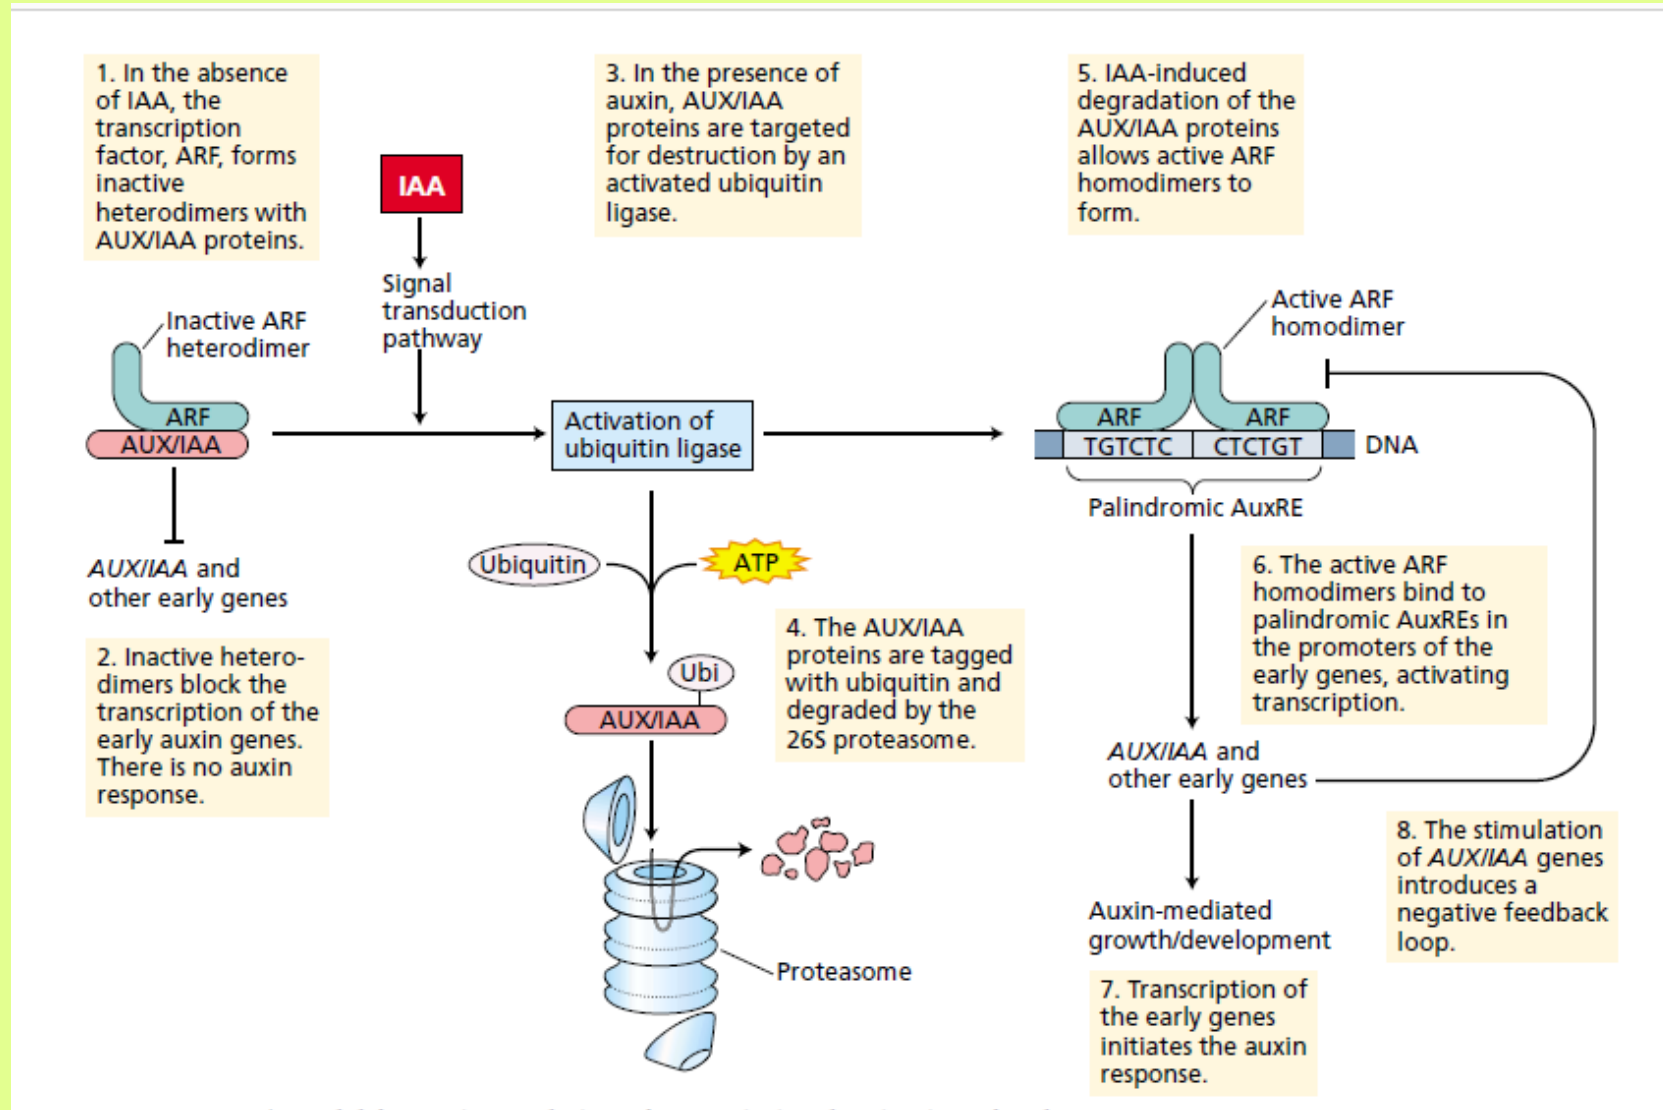 1. In the absence
of IAA, the
transcription
factor, ARF, forms
inactive
heterodimers with
AUX/IAA proteins.
IAA
Signal
transduction
pathway
3. In the presence of
auxin, AUX/IAA
proteins are targeted
for destruction by an
activated ubiquitin
ligase.
5. IAA-induced
degradation of the
AUX/IAA proteins
allows active ARF
homodimers to
form.
Inactive ARF
heterodimer
ARF
AUX/IAA
Activation of
ubiquitin ligase
Active ARF
homodimer
ARF ARF
TGTCTC CTCTGT DNA
Palindromic AuxRE
AUX/IAA and
other early genes
2. Inactive hetero-
dimers block the
transcription of the
early auxin genes.
There is no auxin
response.
Ubiquitin ATP
Ubi
AUX/IAA
4. The AUX/IAA
proteins are tagged
with ubiquitin and
degraded by the
26S proteasome.
Proteasome
6. The active ARF
homodimers bind to
palindromic AuxREs in
the promoters of the
early genes, activating
transcription.
AUX/IAA and
other early genes
Auxin-mediated
growth/development
7. Transcription of
the early genes
initiates the auxin
response.
8. The stimulation
of AUX/IAA genes
introduces a
negative feedback
loop.